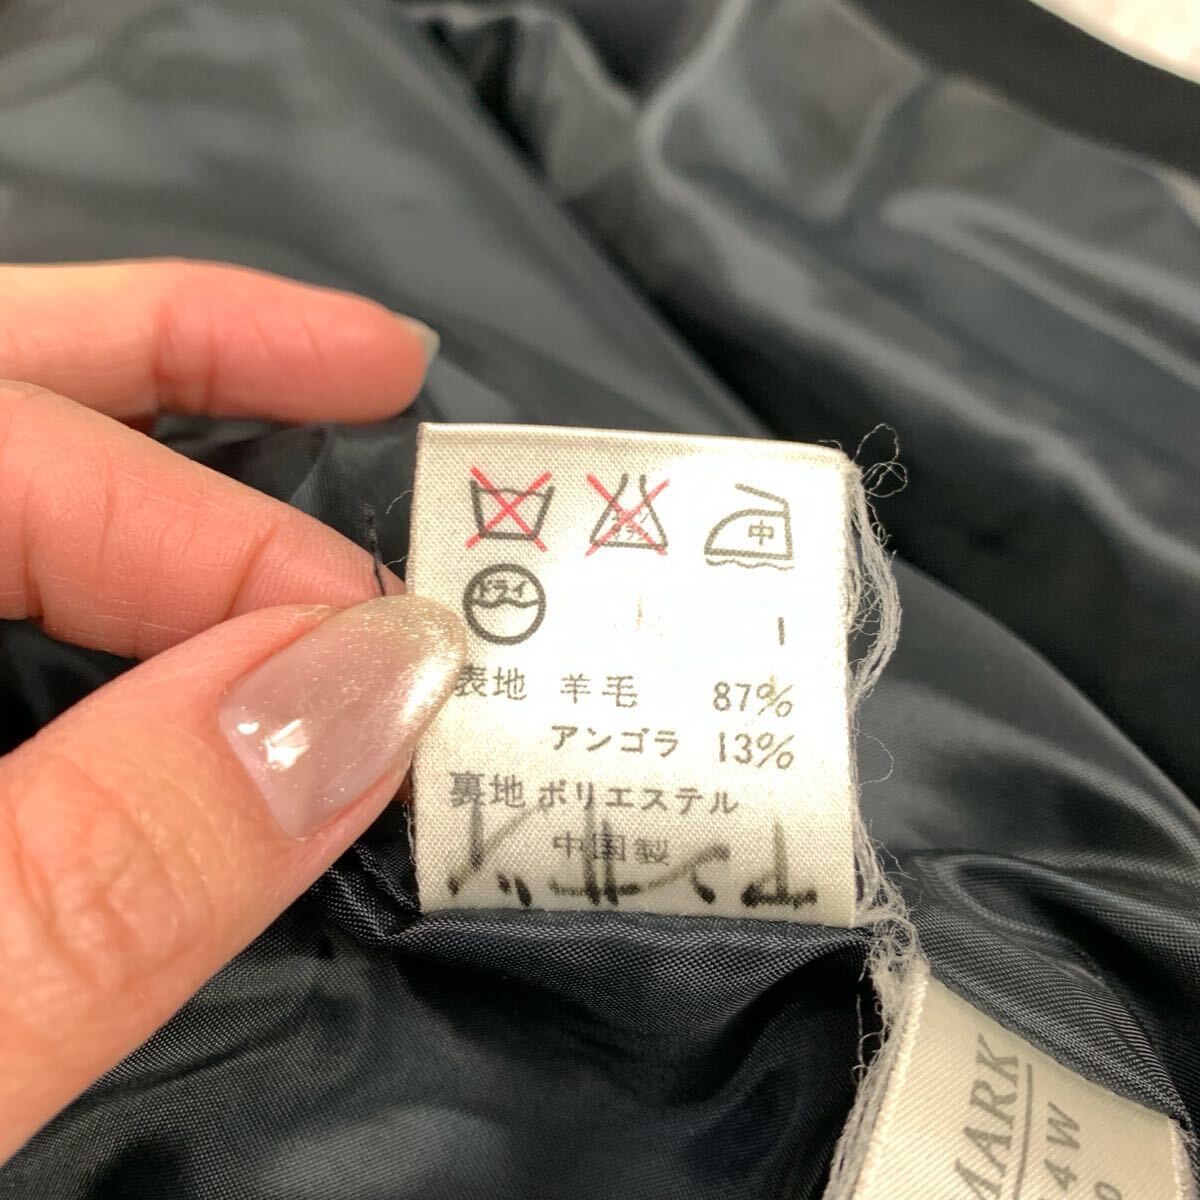 中
ドライ
1
表地 羊毛 87%
アンゴラ 13%
裏地 ポリエステル
中国製
MARK
4W